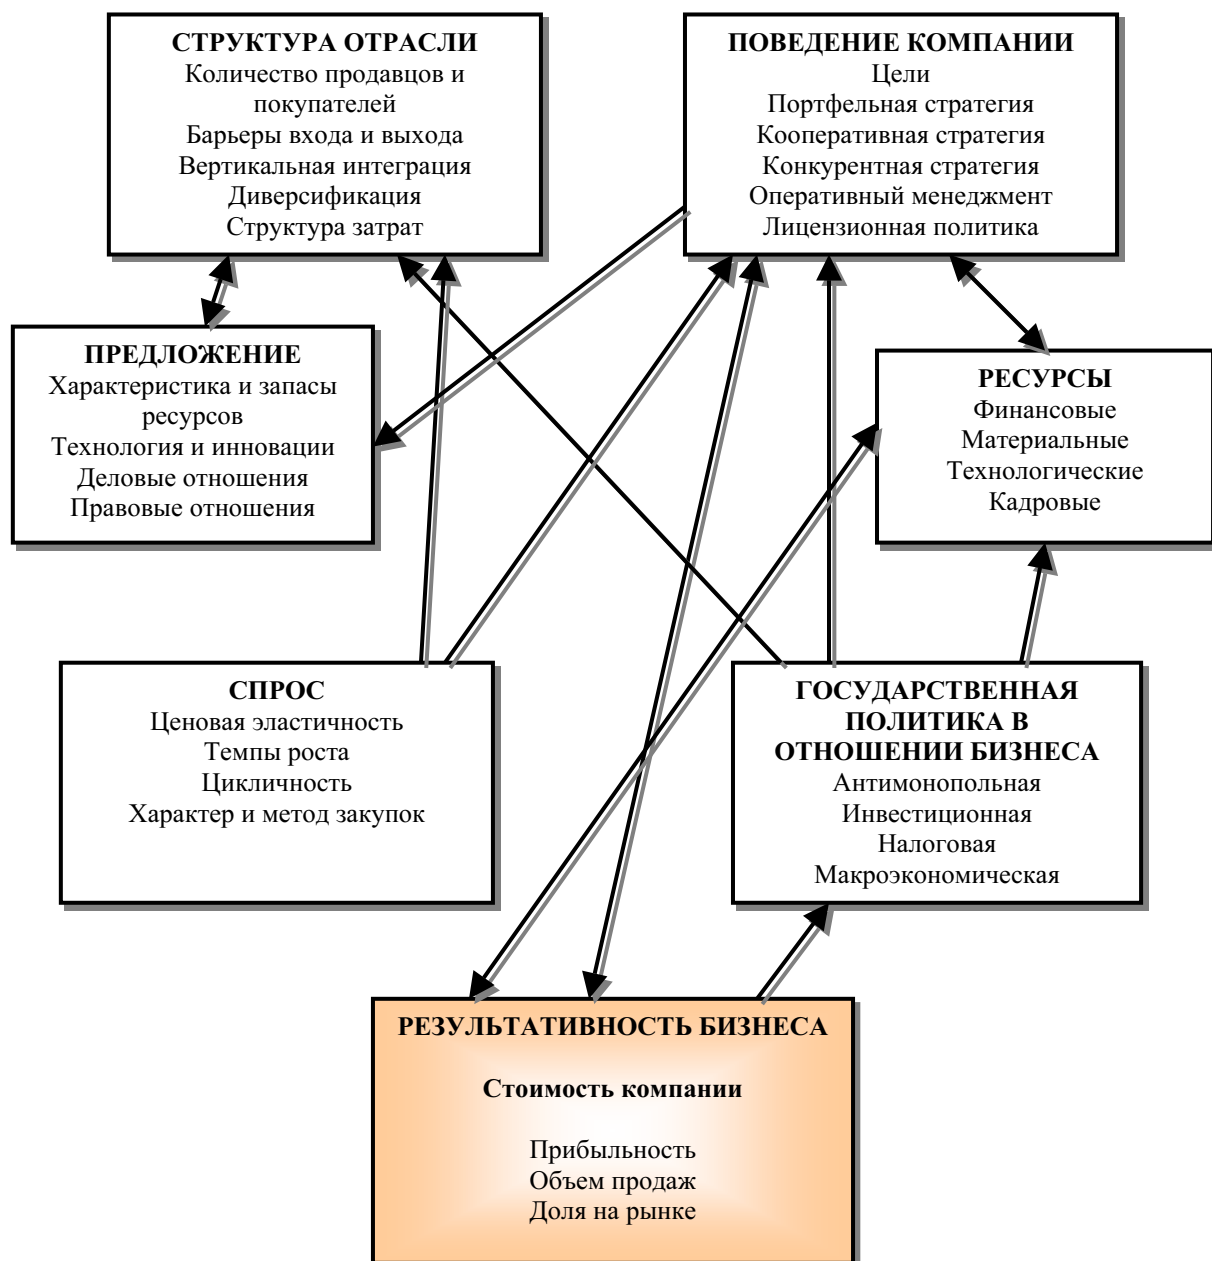 СТРУКТУРА ОТРАСЛИ
Количество продавцов и
покупателей
Барьеры входа и выхода
Вертикальная интеграция
Диверсификация
Структура затрат
ПОВЕДЕНИЕ КОМПАНИИ
Цели
Портфельная стратегия
Кооперативная стратегия
Конкурентная стратегия
Оперативный менеджмент
Лицензионная политика
ПРЕДЛОЖЕНИЕ
Характеристика и запасы
ресурсов
Технология и инновации
Деловые отношения
Правовые отношения
РЕСУРСЫ
Финансовые
Материальные
Технологические
Кадровые
СПРОС
Ценовая эластичность
Темпы роста
Цикличность
Характер и метод закупок
ГОСУДАРСТВЕННАЯ
ПОЛИТИКА В
ОТНОШЕНИИ БИЗНЕСА
Антимонопольная
Инвестиционная
Налоговая
Макроэкономическая
РЕЗУЛЬТАТИВНОСТЬ БИЗНЕСА
Стоимость компании
Прибыльность
Объем продаж
Доля на рынке